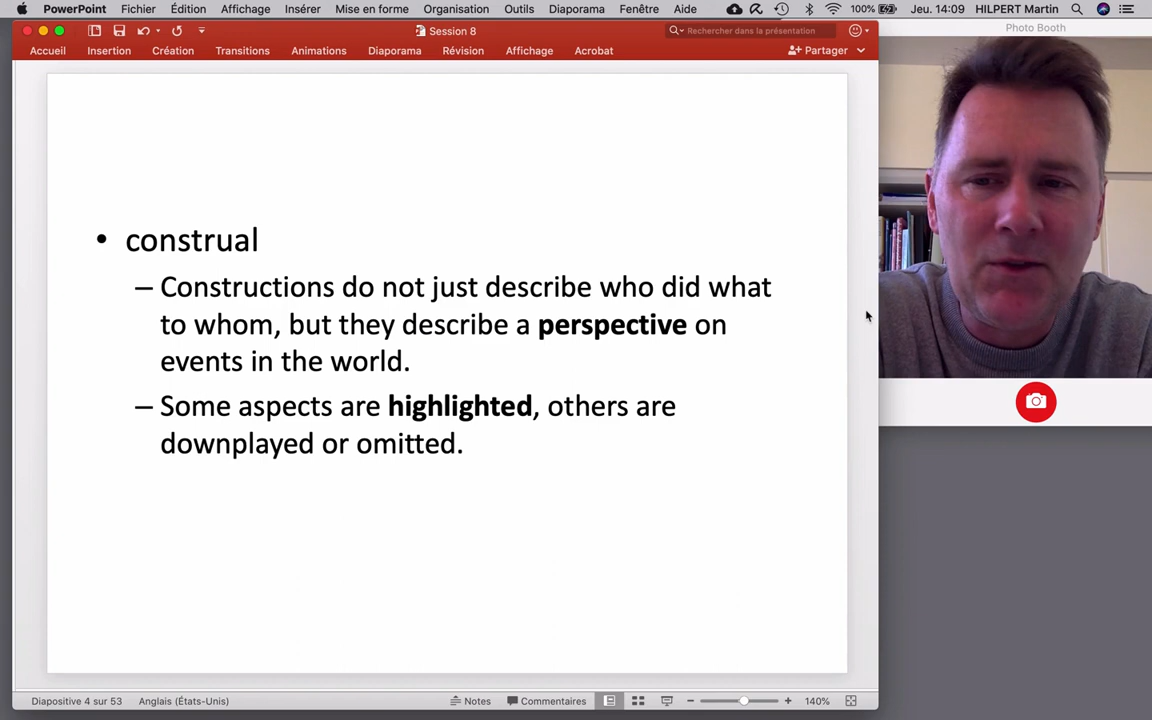 PowerPoint Fichier Édition Affichage Insérer Mise en forme Organisation Outils Diaporama Fenêtre Aide 100% Jeu. 14:09 HILPERT Martin
Session 8
Rechercher dans la présentation
Photo Booth
Accueil Insertion Création Transitions Animations Diaporama Révision Affichage Acrobat Partager
• construal
– Constructions do not just describe who did what
to whom, but they describe a perspective on
events in the world.
– Some aspects are highlighted, others are
downplayed or omitted.
Diapositive 4 sur 53 Anglais (États-Unis) Notes Commentaires 140%